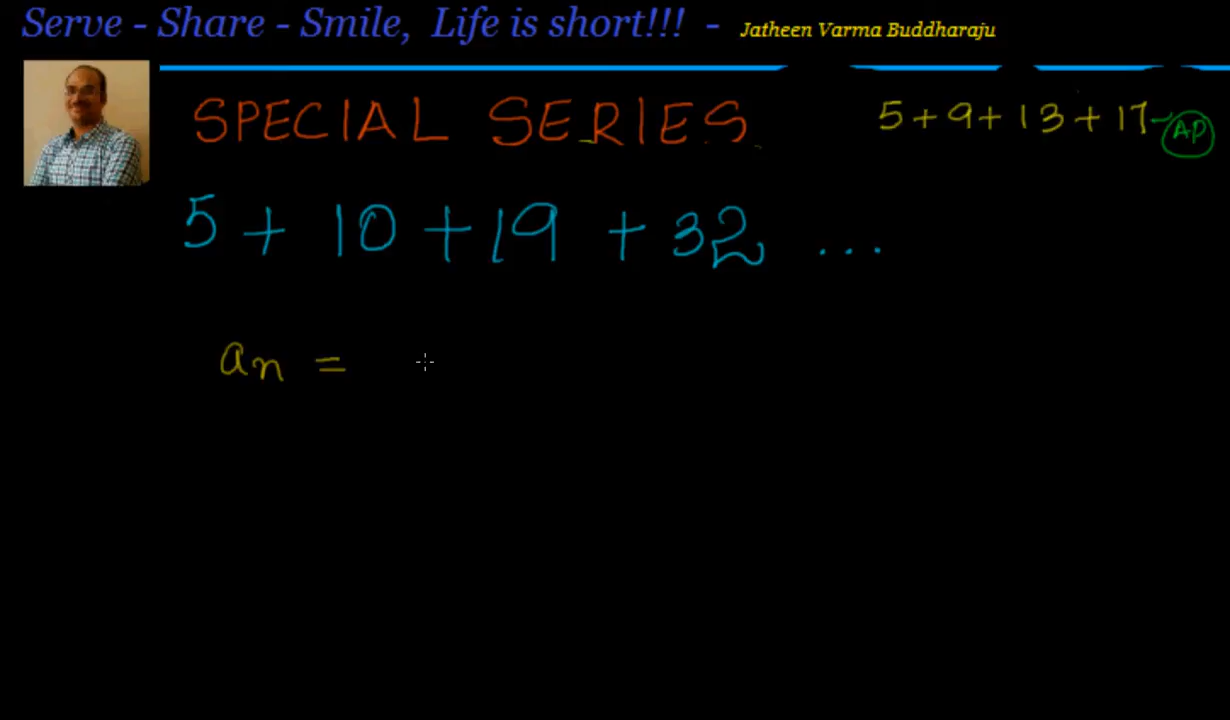 Serve - Share - Smile, Life is short!!! - Jatheen Varma Buddharaju
SPECIAL SERIES 5 + 9 + 13 + 17 - AP
5 + 10 + 19 + 32 ...
an =